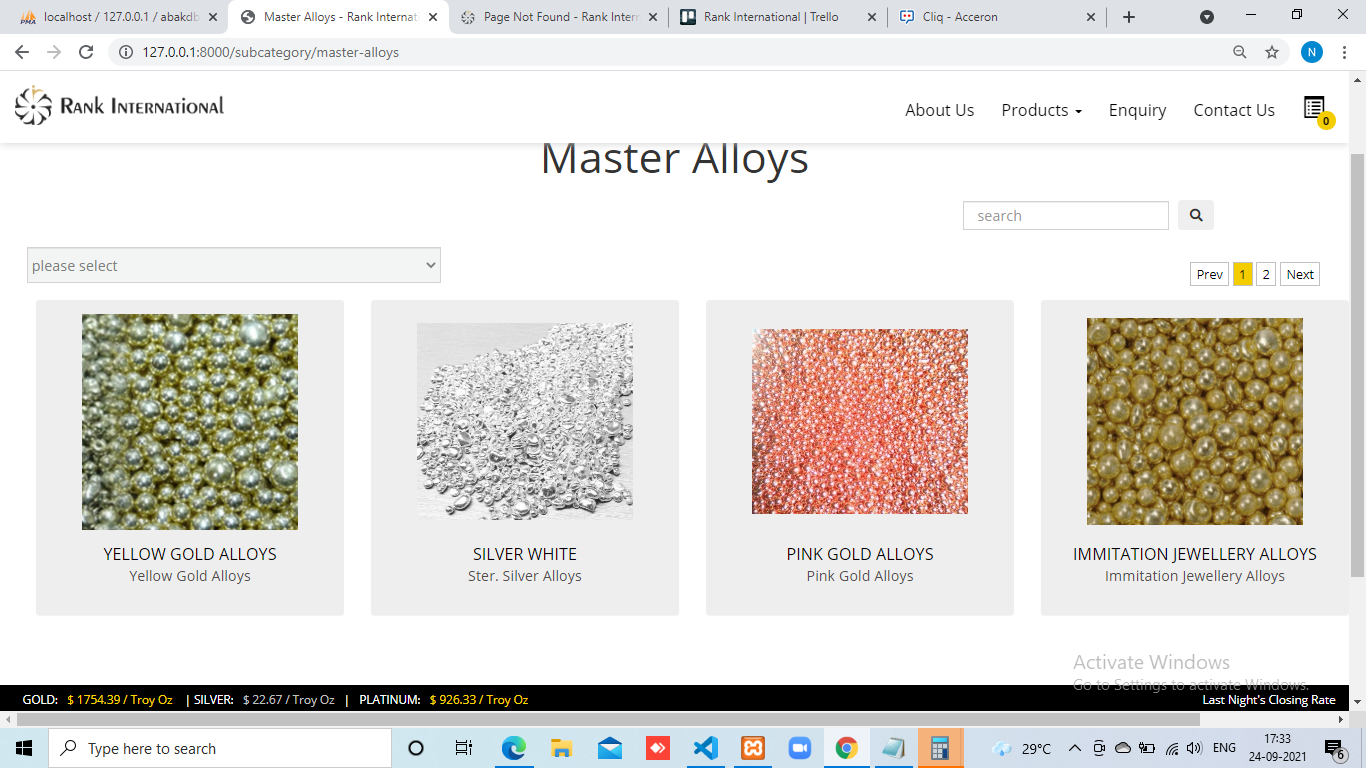 localhost / 127.0.0.1 / abakdb
Master Alloys - Rank Internat
Page Not Found - Rank Intern
Rank International | Trello
Cliq - Acceron
127.0.0.1:8000/subcategory/master-alloys
N
RANK INTERNATIONAL
About Us
Products
Enquiry
Contact Us
0
Master Alloys
search
please select
Prev 1 2 Next
YELLOW GOLD ALLOYS
Yellow Gold Alloys
SILVER WHITE
Ster. Silver Alloys
PINK GOLD ALLOYS
Pink Gold Alloys
IMMITATION JEWELLERY ALLOYS
Immitation Jewellery Alloys
Activate Windows
Go to Settings to activate Windows.
GOLD: $ 1754.39 / Troy Oz | SILVER: $ 22.67 / Troy Oz | PLATINUM: $ 926.33 / Troy Oz
Last Night's Closing Rate
Type here to search
29°C
ENG
17:33
24-09-2021
6